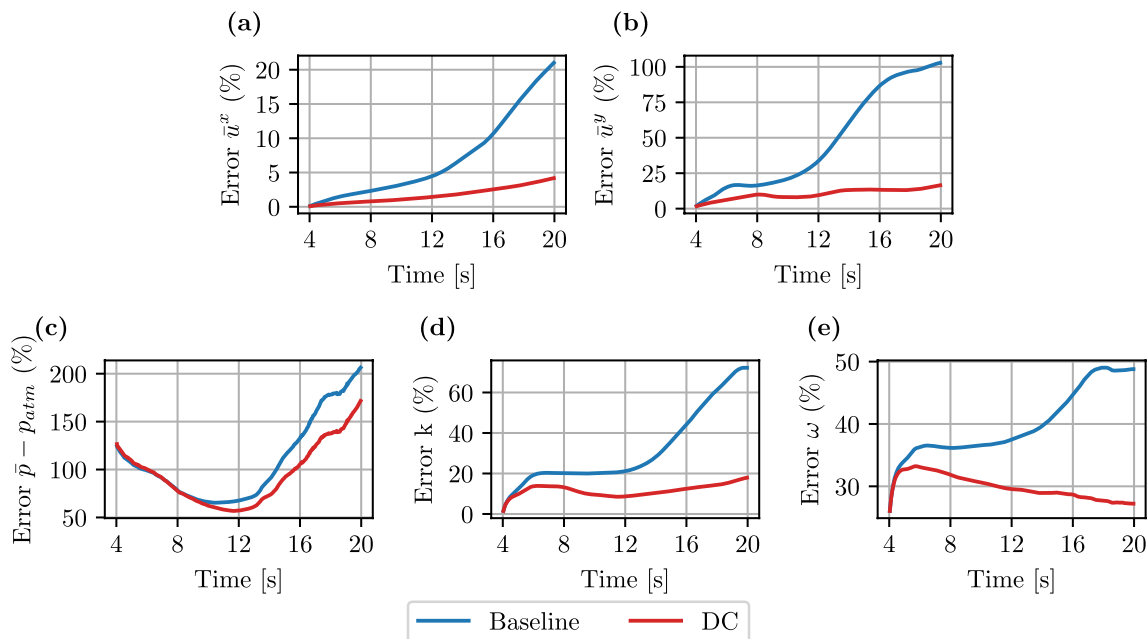 (a)
(b)
Error ū^x (%)
20
15
10
5
0
4 8 12 16 20
Time [s]
Error ū^y (%)
100
75
50
25
0
4 8 12 16 20
Time [s]
(c)
(d)
(e)
Error p̄ − p_atm (%)
200
150
100
50
4 8 12 16 20
Time [s]
Error k (%)
60
40
20
0
4 8 12 16 20
Time [s]
Error ω (%)
50
40
30
4 8 12 16 20
Time [s]
Baseline DC